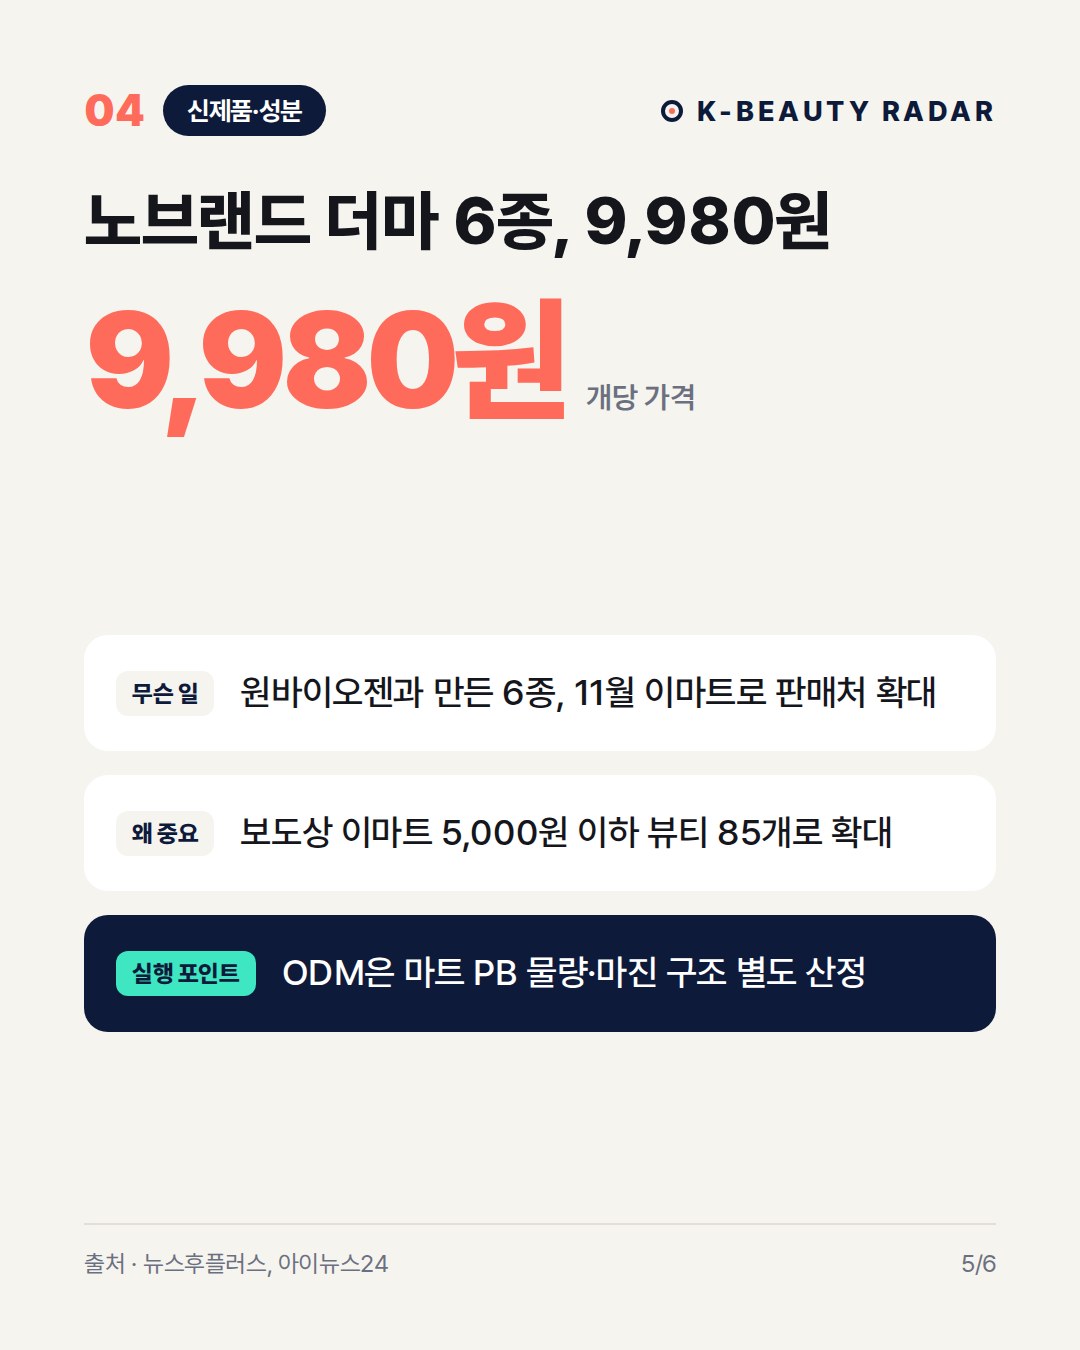 04 신제품·성분
K-BEAUTY RADAR
노브랜드 더마 6종, 9,980원
9,980원 개당 가격
무슨 일 원바이오젠과 만든 6종, 11월 이마트로 판매처 확대
왜 중요 보도상 이마트 5,000원 이하 뷰티 85개로 확대
실행 포인트 ODM은 마트 PB 물량·마진 구조 별도 산정
출처 · 뉴스후플러스, 아이뉴스24
5/6